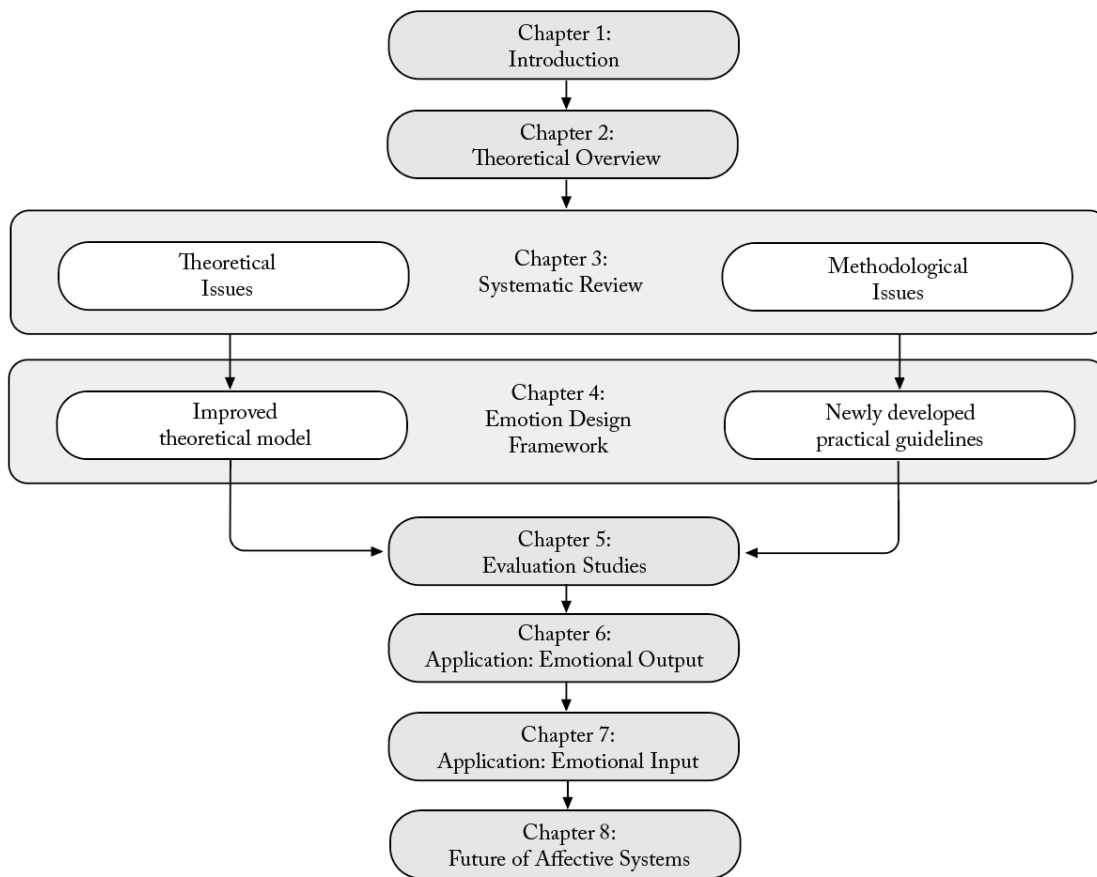 Chapter 1:
Introduction
Chapter 2:
Theoretical Overview
Theoretical
Issues
Chapter 3:
Systematic Review
Methodological
Issues
Improved
theoretical model
Chapter 4:
Emotion Design
Framework
Newly developed
practical guidelines
Chapter 5:
Evaluation Studies
Chapter 6:
Application: Emotional Output
Chapter 7:
Application: Emotional Input
Chapter 8:
Future of Affective Systems